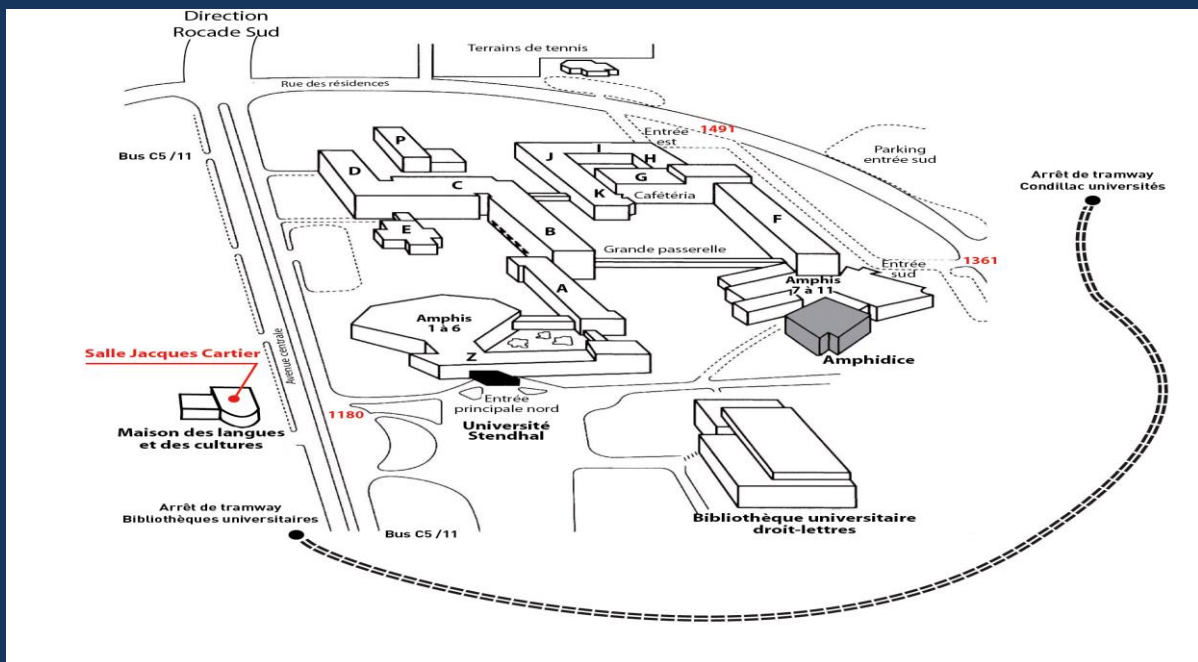 Direction
Rocade Sud
Terrains de tennis
Rue des résidences
Entrée
est
1491
Parking
entrée sud
Bus C5 /11
P
D
C
J
I
H
G
K
Cafétéria
Arrêt de tramway
Condillac universités
E
B
F
Grande passerelle
Entrée
sud
1361
A
Amphis
7 à 11
Amphis
1 à 6
Z
Amphidice
Salle Jacques Cartier
Avenue centrale
Entrée
principale nord
1180
Université
Stendhal
Maison des langues
et des cultures
Arrêt de tramway
Bibliothèques universitaires
Bus C5 /11
Bibliothèque universitaire
droit-lettres